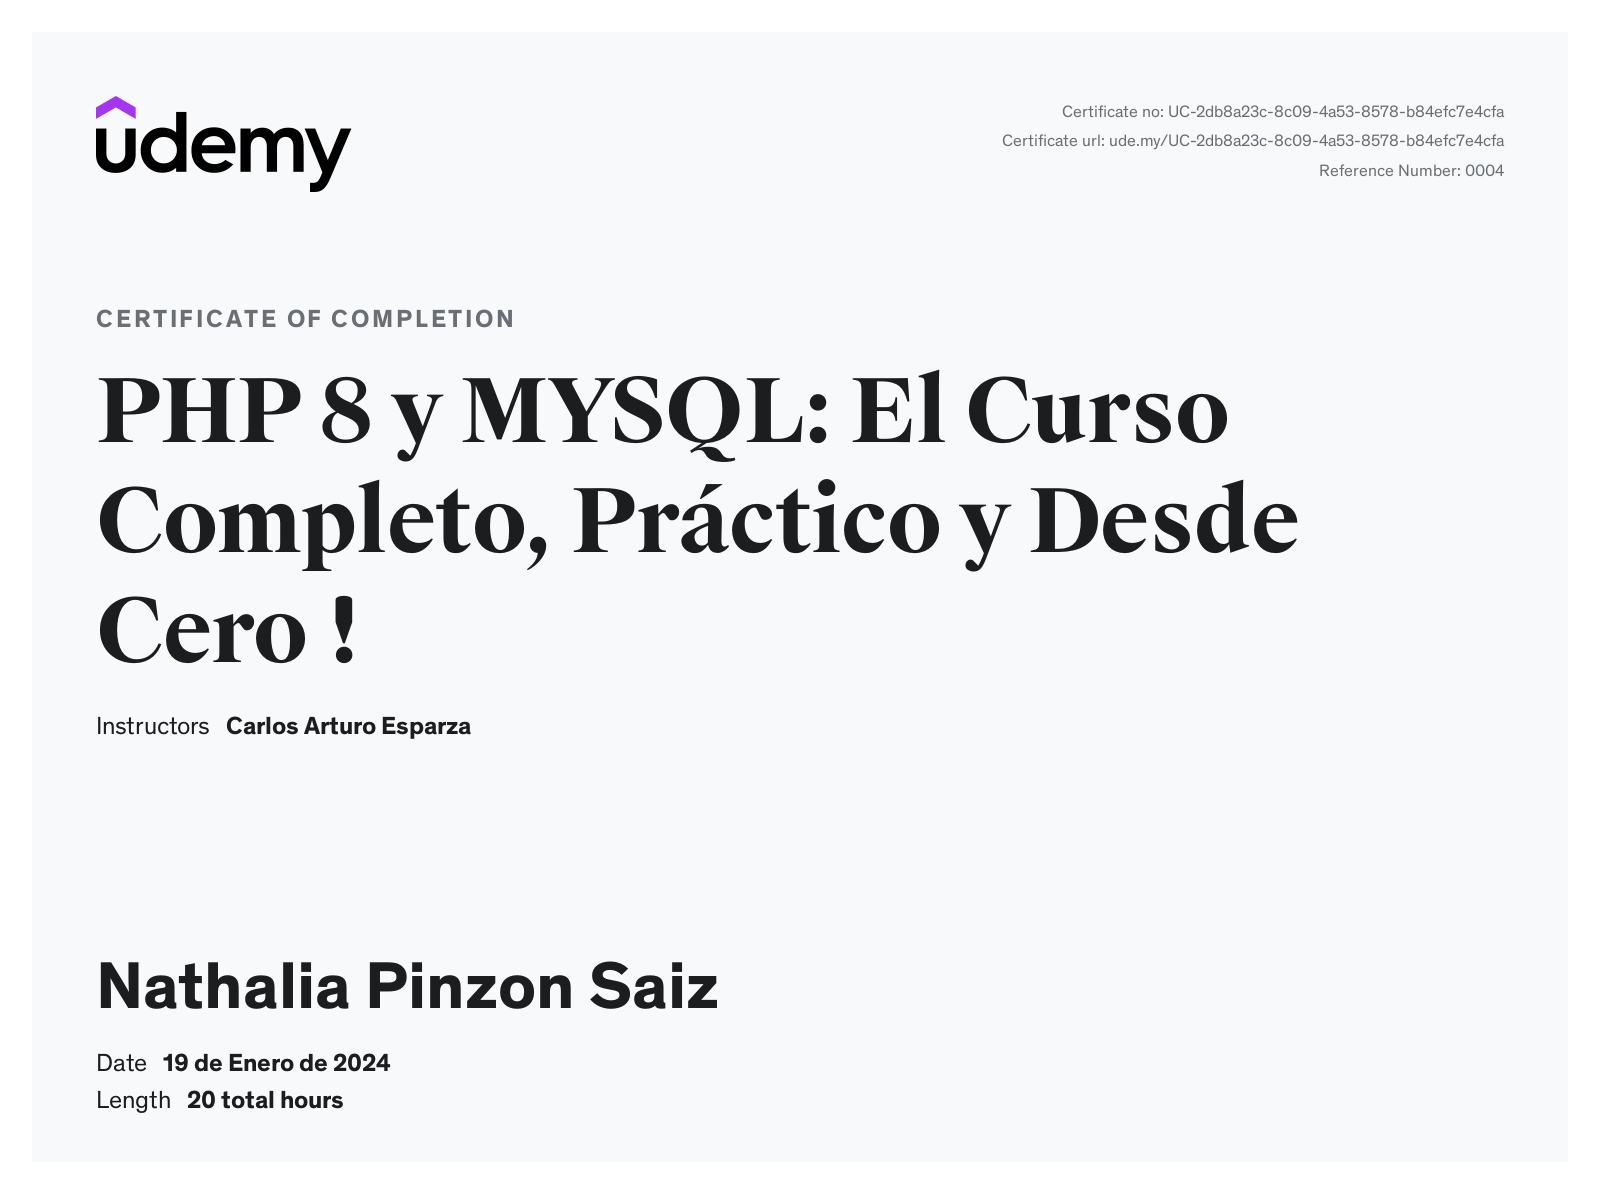 udemy
Certificate no: UC-2db8a23c-8c09-4a53-8578-b84efc7e4cfa
Certificate url: ude.my/UC-2db8a23c-8c09-4a53-8578-b84efc7e4cfa
Reference Number: 0004
CERTIFICATE OF COMPLETION
PHP 8 y MYSQL: El Curso
Completo, Práctico y Desde
Cero !
Instructors Carlos Arturo Esparza
Nathalia Pinzon Saiz
Date 19 de Enero de 2024
Length 20 total hours